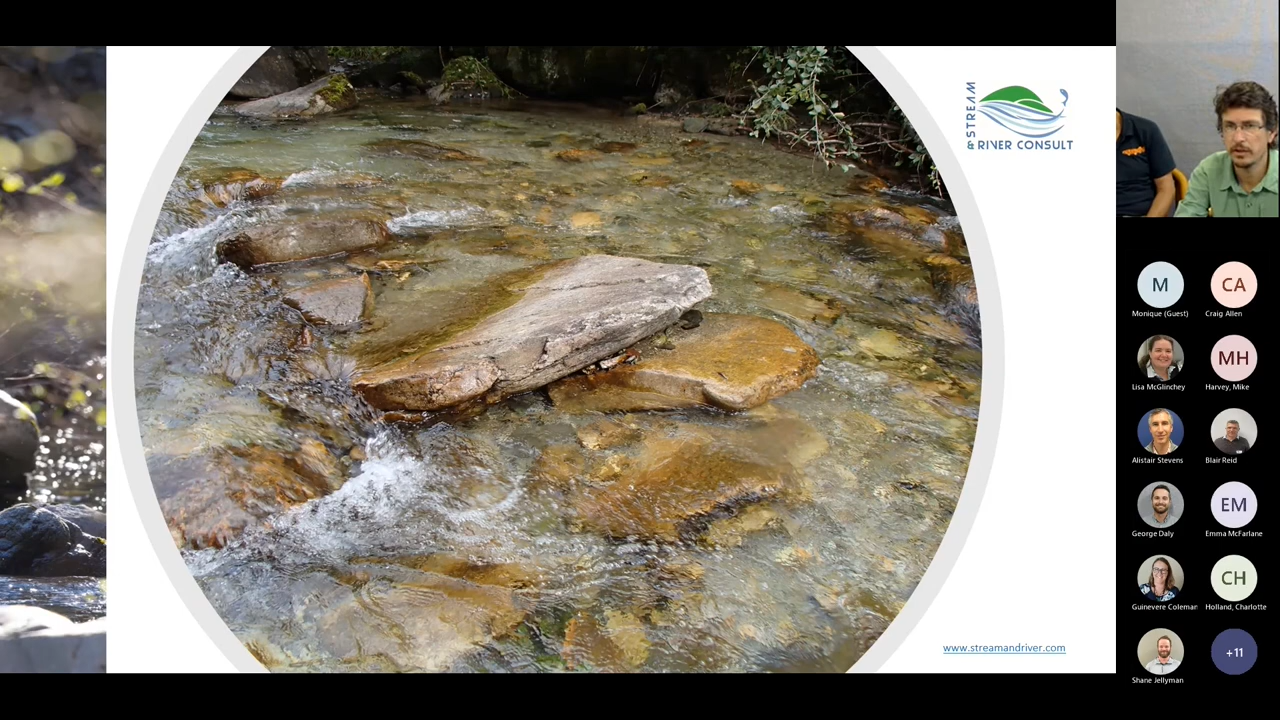 & STREAM
RIVER CONSULT
www.streamandriver.com
M
CA
Monique (Guest)
Craig Allen
MH
Lisa McGlinchey
Harvey, Mike
Alistair Stevens
Blair Reid
EM
George Daly
Emma McFarlane
CH
Guinevere Coleman
Holland, Charlotte
+11
Shane Jellyman